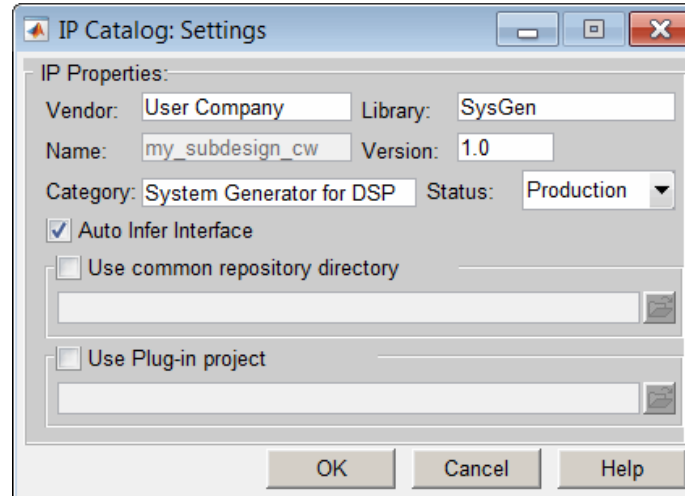 IP Catalog: Settings
IP Properties:
Vendor: User Company Library: SysGen
Name: my_subdesign_cw Version: 1.0
Category: System Generator for DSP Status: Production
Auto Infer Interface
Use common repository directory
Use Plug-in project
OK Cancel Help